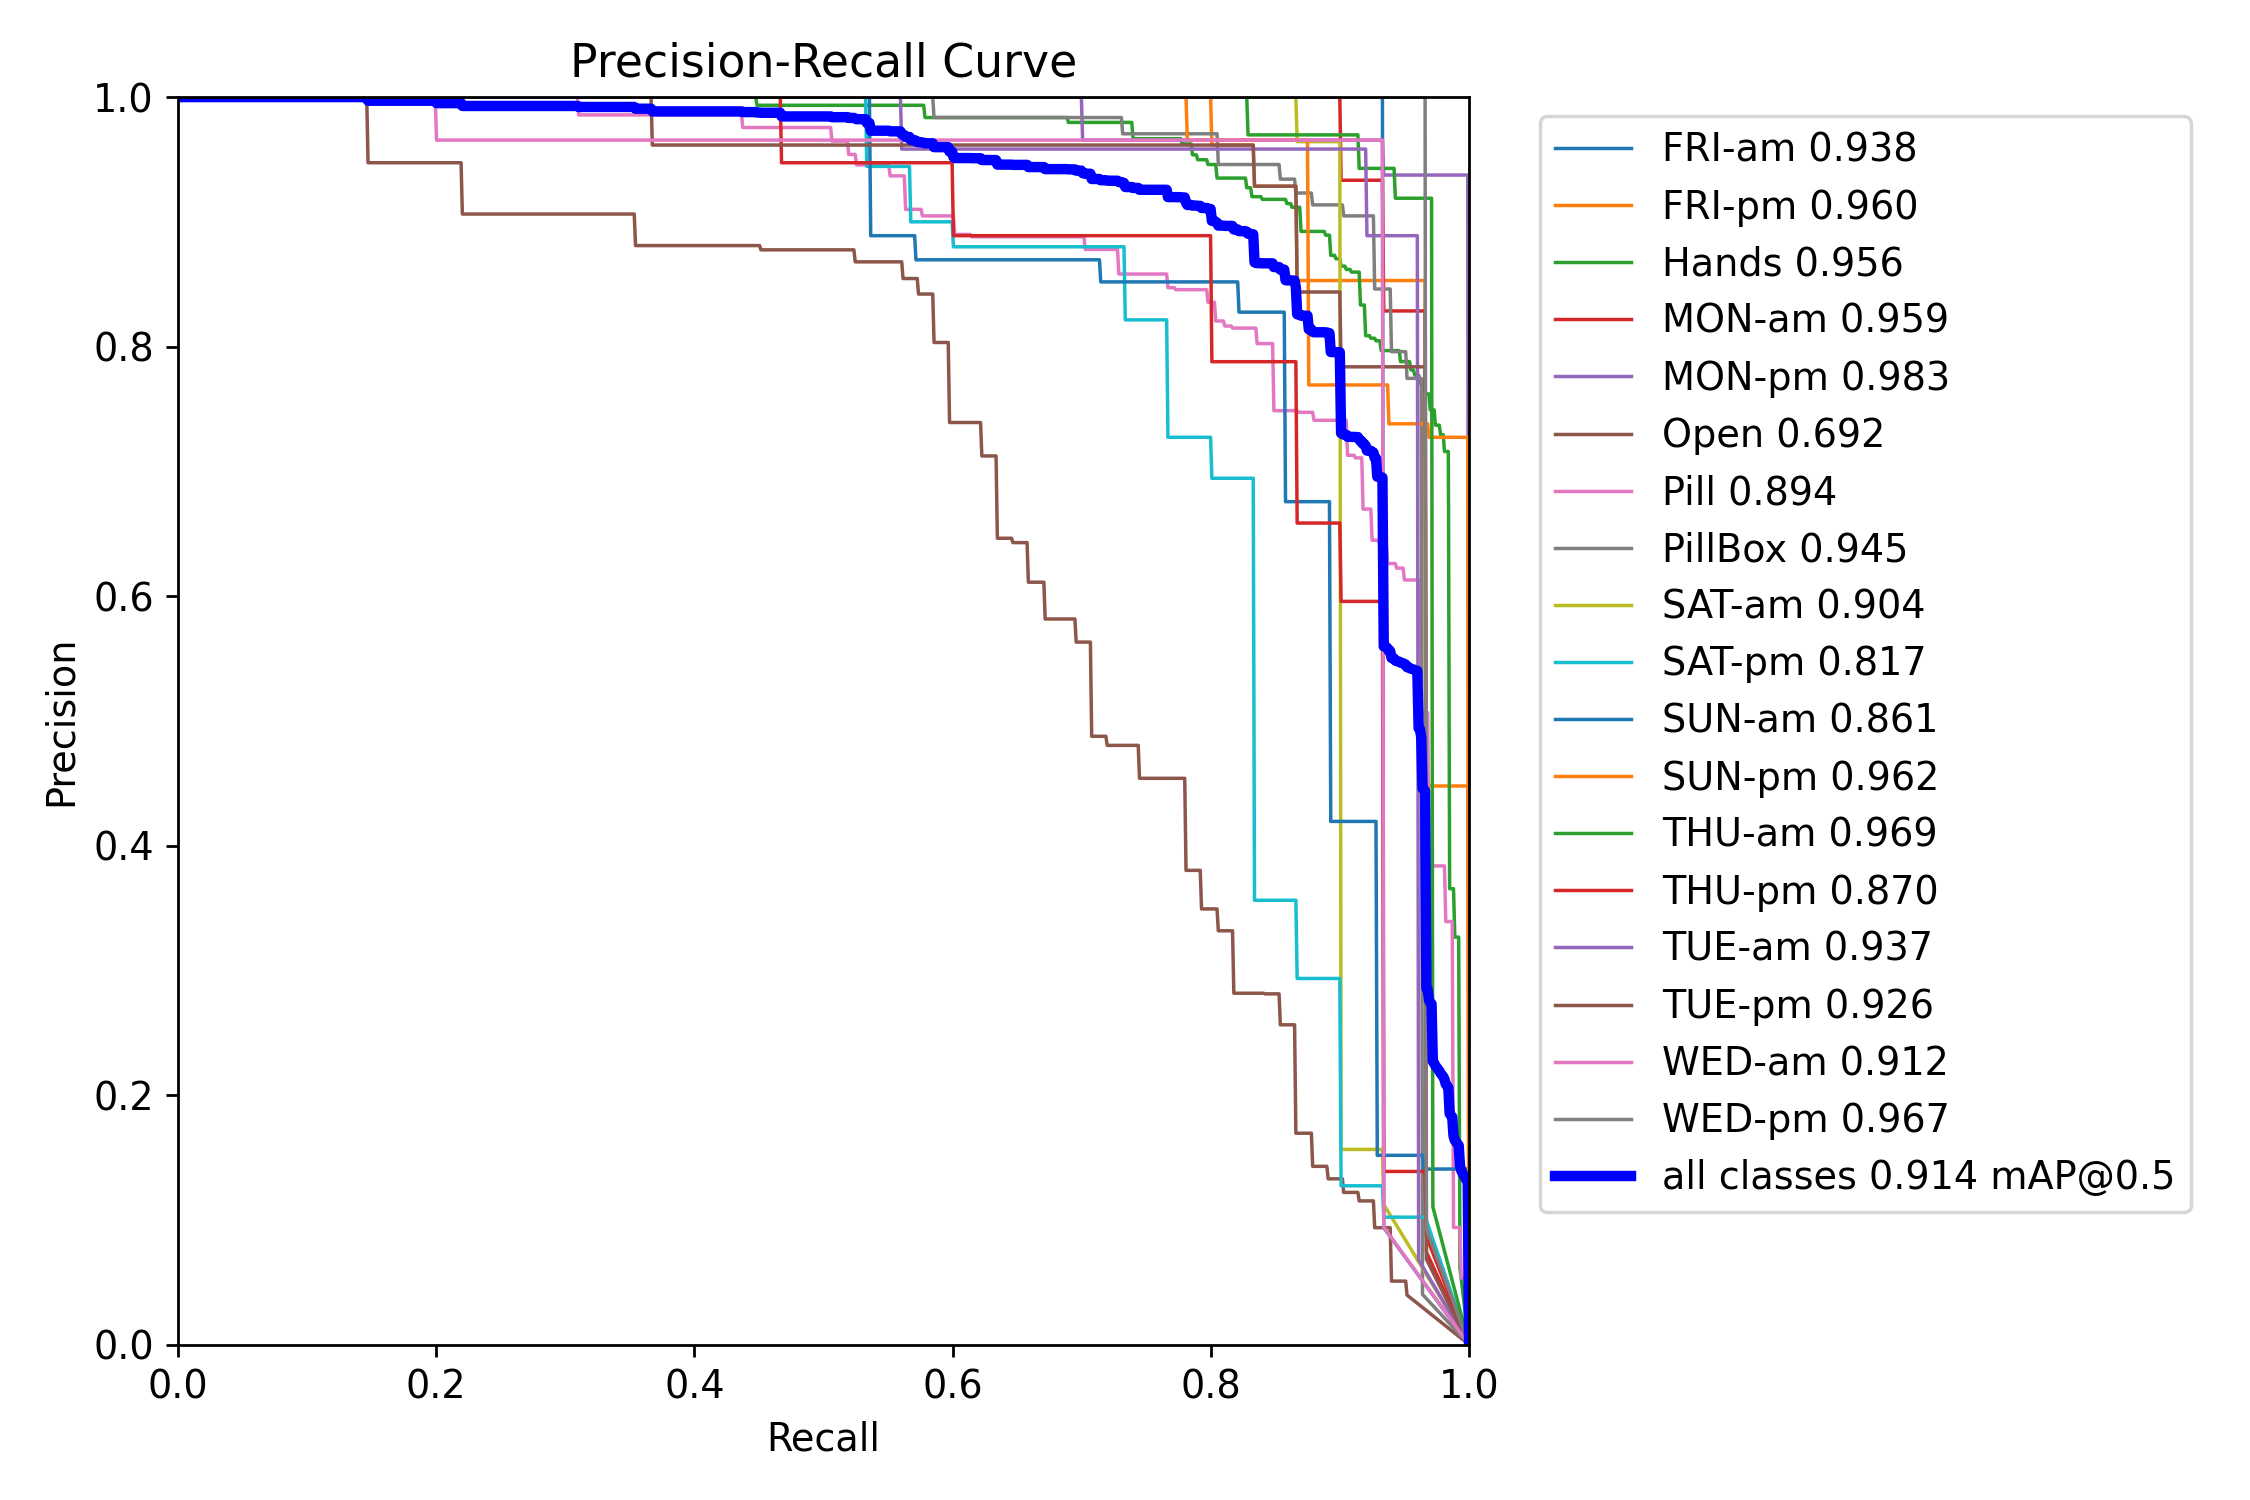 Precision-Recall Curve
1.0
0.8
0.6
0.4
0.2
0.0
Precision
0.0 0.2 0.4 0.6 0.8 1.0
Recall
FRI-am 0.938
FRI-pm 0.960
Hands 0.956
MON-am 0.959
MON-pm 0.983
Open 0.692
Pill 0.894
PillBox 0.945
SAT-am 0.904
SAT-pm 0.817
SUN-am 0.861
SUN-pm 0.962
THU-am 0.969
THU-pm 0.870
TUE-am 0.937
TUE-pm 0.926
WED-am 0.912
WED-pm 0.967
all classes 0.914 mAP@0.5